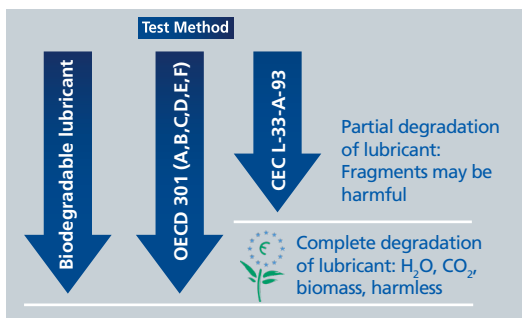 Test Method
Biodegradable lubricant
OECD 301 (A,B,C,D,E,F)
CEC L-33-A-93
Partial degradation
of lubricant:
Fragments may be
harmful
Complete degradation
of lubricant: H₂O, CO₂,
biomass, harmless